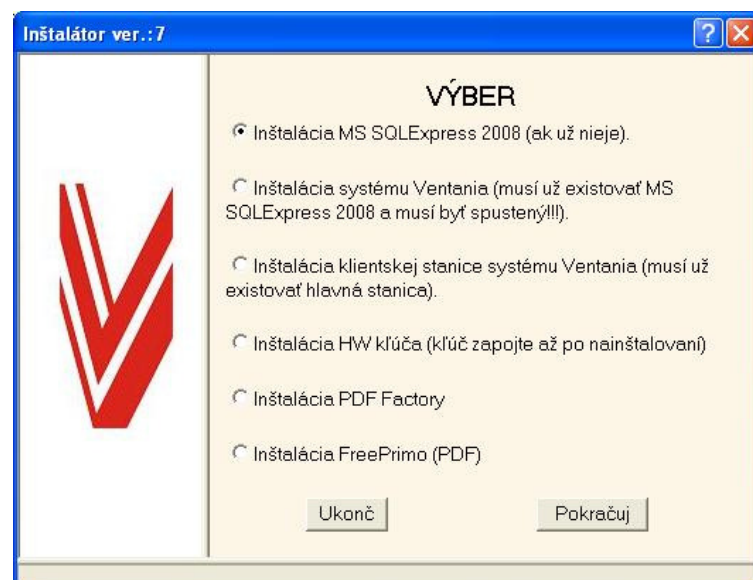 Inštalátor ver.:7
VÝBER
Inštalácia MS SQLExpress 2008 (ak už nieje).
Inštalácia systému Ventania (musí už existovať MS
SQLExpress 2008 a musí byť spustený!!!).
Inštalácia klientskej stanice systému Ventania (musí už
existovať hlavná stanica).
Inštalácia HW kľúča (kľúč zapojte až po nainštalovaní)
Inštalácia PDF Factory
Inštalácia FreePrimo (PDF)
Ukonč
Pokračuj